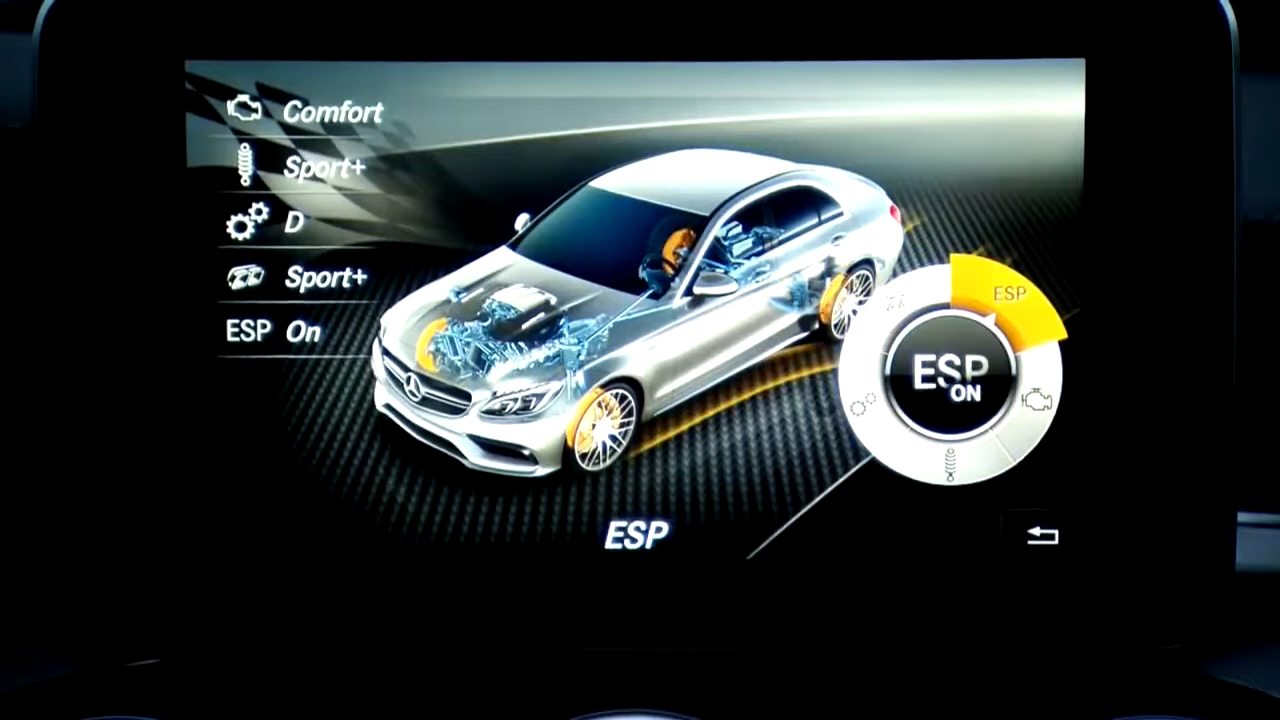 Comfort
Sport+
D
Sport+
ESP On
ESP
ESP
ON
ESP